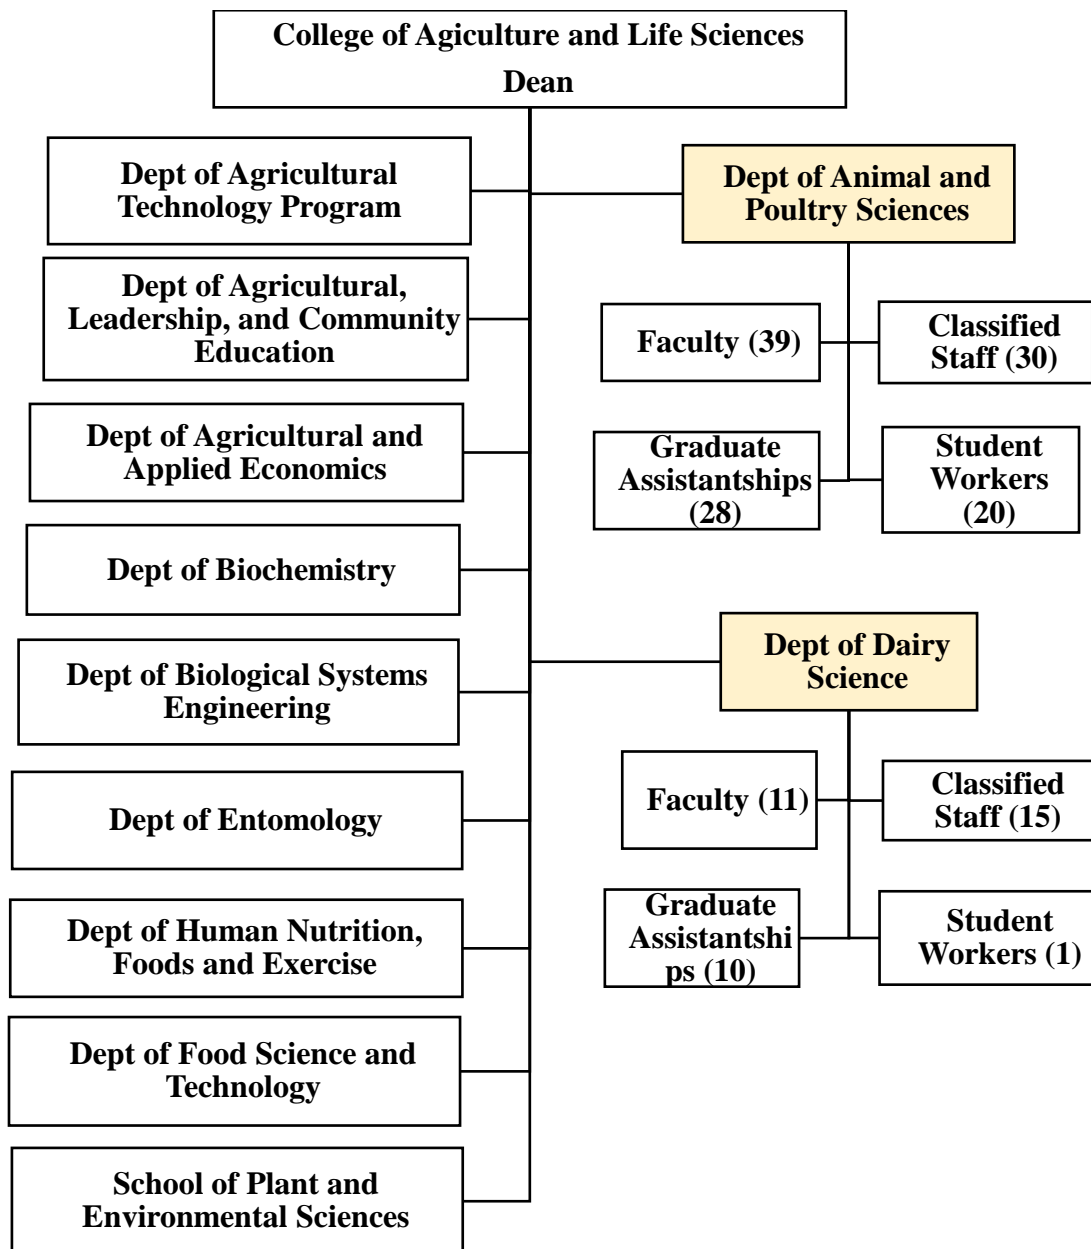 College of Agiculture and Life Sciences
Dean
Dept of Agricultural
Technology Program
Dept of Agricultural,
Leadership, and Community
Education
Dept of Agricultural and
Applied Economics
Dept of Biochemistry
Dept of Biological Systems
Engineering
Dept of Entomology
Dept of Human Nutrition,
Foods and Exercise
Dept of Food Science and
Technology
School of Plant and
Environmental Sciences
Dept of Animal and
Poultry Sciences
Faculty (39)
Classified
Staff (30)
Graduate
Assistantships
(28)
Student
Workers
(20)
Dept of Dairy
Science
Faculty (11)
Classified
Staff (15)
Graduate
Assistantshi
ps (10)
Student
Workers (1)